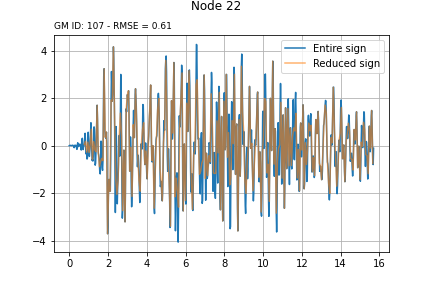 Node 22
GM ID: 107 - RMSE = 0.61
Entire sign
Reduced sign
4
2
0
−2
−4
0 2 4 6 8 10 12 14 16